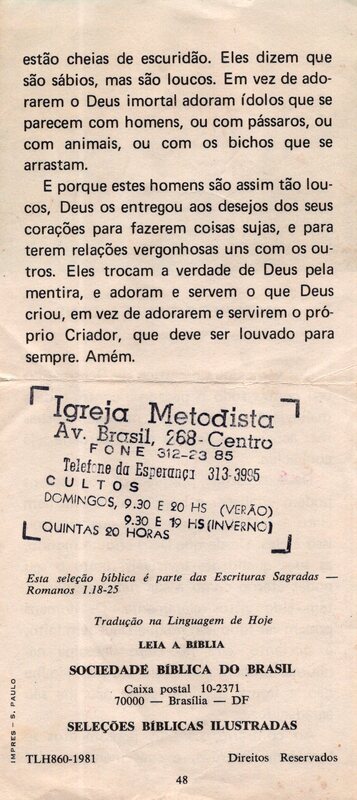 estão cheias de escuridão. Eles dizem que
são sábios, mas são loucos. Em vez de ado-
rarem o Deus imortal adoram ídolos que se
parecem com homens, ou com pássaros, ou
com animais, ou com os bichos que se
arrastam.
E porque estes homens são assim tão lou-
cos, Deus os entregou aos desejos dos seus
corações para fazerem coisas sujas, e para
terem relações vergonhosas uns com os ou-
tros. Eles trocam a verdade de Deus pela
mentira, e adoram e servem o que Deus
criou, em vez de adorarem e servirem o pró-
prio Criador, que deve ser louvado para
sempre. Amém.
Igreja Metodista
Av. Brasil, 268-Centro
FONE 312-23 85
Telefone da Esperança 313-3995
CULTOS
DOMINGOS, 9.30 E 20 HS (VERÃO)
9.30 E 19 HS (INVERNO)
QUINTAS 20 HORAS
Esta seleção bíblica é parte das Escrituras Sagradas —
Romanos 1.18-25
Tradução na Linguagem de Hoje
LEIA A BÍBLIA
SOCIEDADE BÍBLICA DO BRASIL
Caixa postal 10-2371
70000 — Brasília — DF
SELEÇÕES BÍBLICAS ILUSTRADAS
IMPRES – S. PAULO
TLH860-1981 Direitos Reservados
48